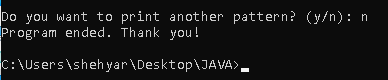 Do you want to print another pattern? (y/n): n
Program ended. Thank you!
C:\Users\shehyar\Desktop\JAVA>